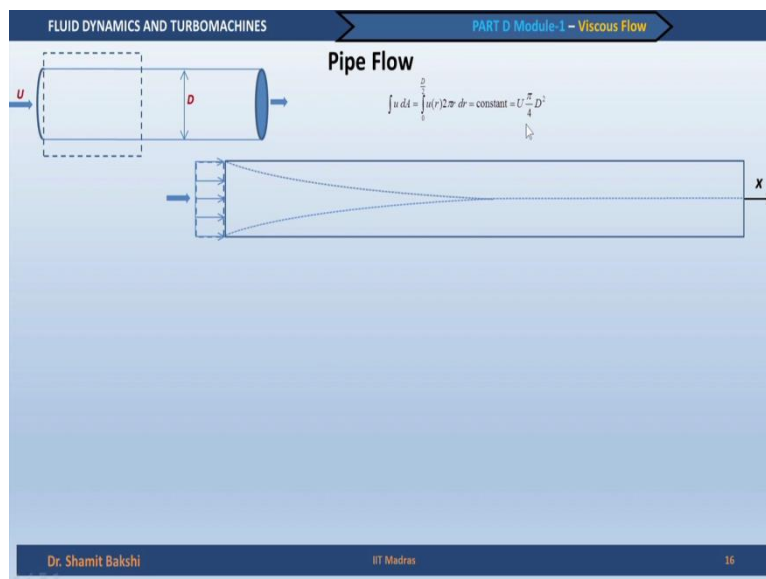 FLUID DYNAMICS AND TURBOMACHINES
PART D Module-1 – Viscous Flow
Pipe Flow
U
D
∫ u dA = ∫₀^{D/2} u(r)2πr dr = constant = U π/4 D²
X
Dr. Shamit Bakshi
IIT Madras
16